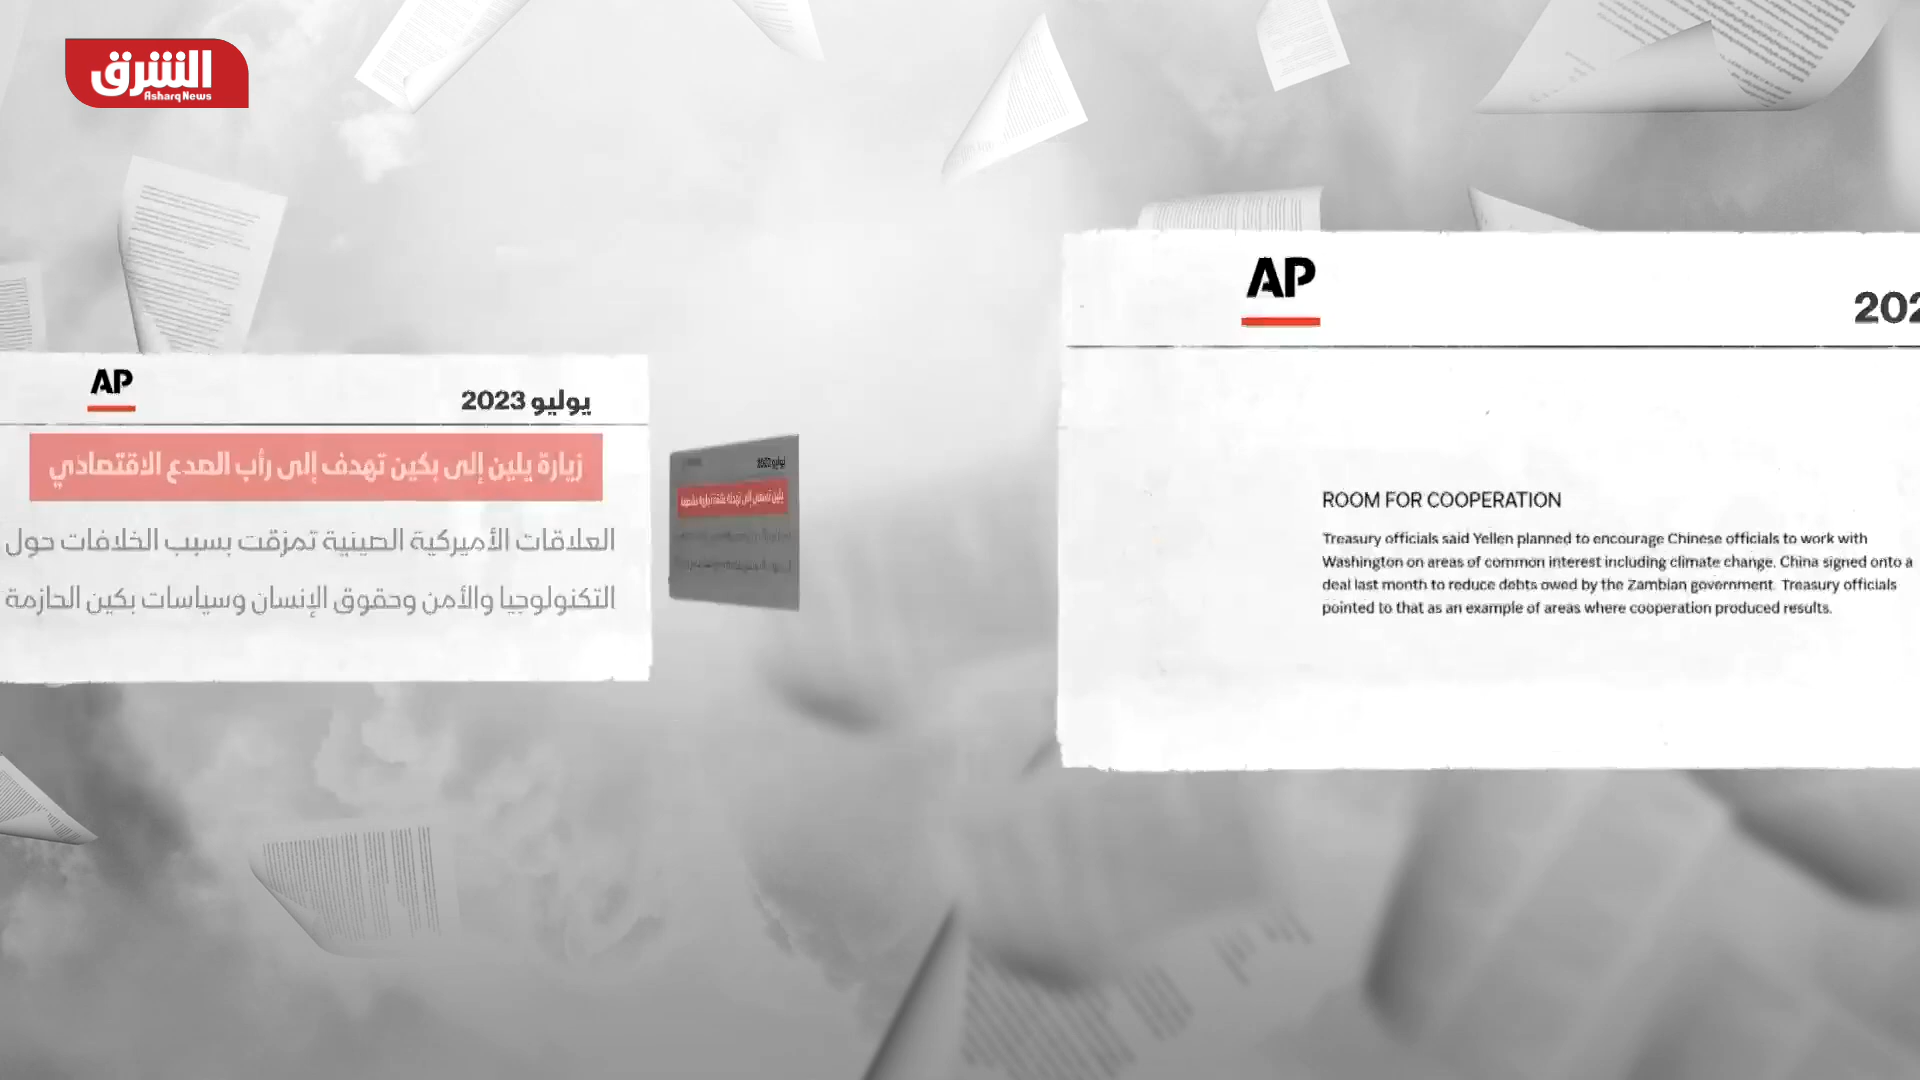 الشرق
Asharq News
AP
يوليو 2023
زيارة يلين إلى بكين تهدف إلى رأب الصدع الاقتصادي
العلاقات الأميركية الصينية تمزقت بسبب الخلافات حول
التكنولوجيا والأمن وحقوق الإنسان وسياسات بكين الحازمة
يوليو 2023
AP
202
ROOM FOR COOPERATION
Treasury officials said Yellen planned to encourage Chinese officials to work with
Washington on areas of common interest including climate change. China signed onto a
deal last month to reduce debts owed by the Zambian government. Treasury officials
pointed to that as an example of areas where cooperation produced results.